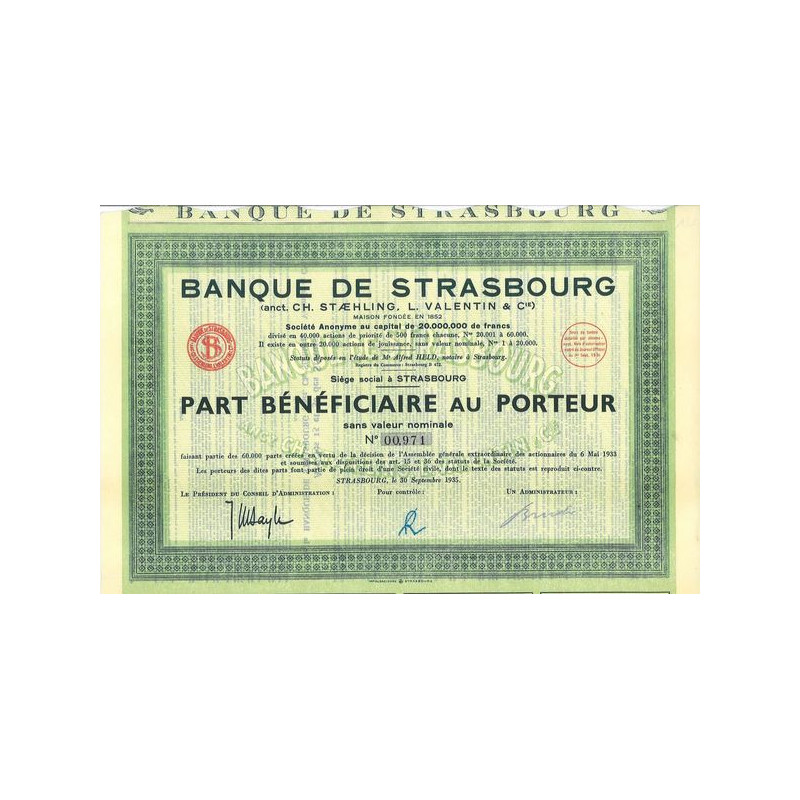 BANQUE DE STRASBOURG
BANQUE DE STRASBOURG
(anct. CH. STÆHLING, L. VALENTIN & CIE)
MAISON FONDÉE EN 1852
Société Anonyme au capital de 20.000.000 de francs
divisé en 40.000 actions de priorité de 500 francs chacune, Nos 20.001 à 60.000.
Il existe en outre 20.000 actions de jouissance, sans valeur nominale, Nos 1 à 20.000.
Statuts déposés en l'étude de Me Alfred HELD, notaire à Strasbourg.
Registre du Commerce : Strasbourg B 472.
Siège social à STRASBOURG
PART BÉNÉFICIAIRE AU PORTEUR
sans valeur nominale
No 00,971
faisant partie des 60.000 parts créées en vertu de la décision de l'Assemblée générale extraordinaire des actionnaires du 6 Mai 1933
et soumises aux dispositions des art. 15 et 36 des statuts de la Société.
Les porteurs des dites parts font partie de plein droit d'une Société civile, dont le texte des statuts est reproduit ci-contre.
STRASBOURG, le 30 Septembre 1935.
LE PRÉSIDENT DU CONSEIL D'ADMINISTRATION :
Pour contrôle :
UN ADMINISTRATEUR :